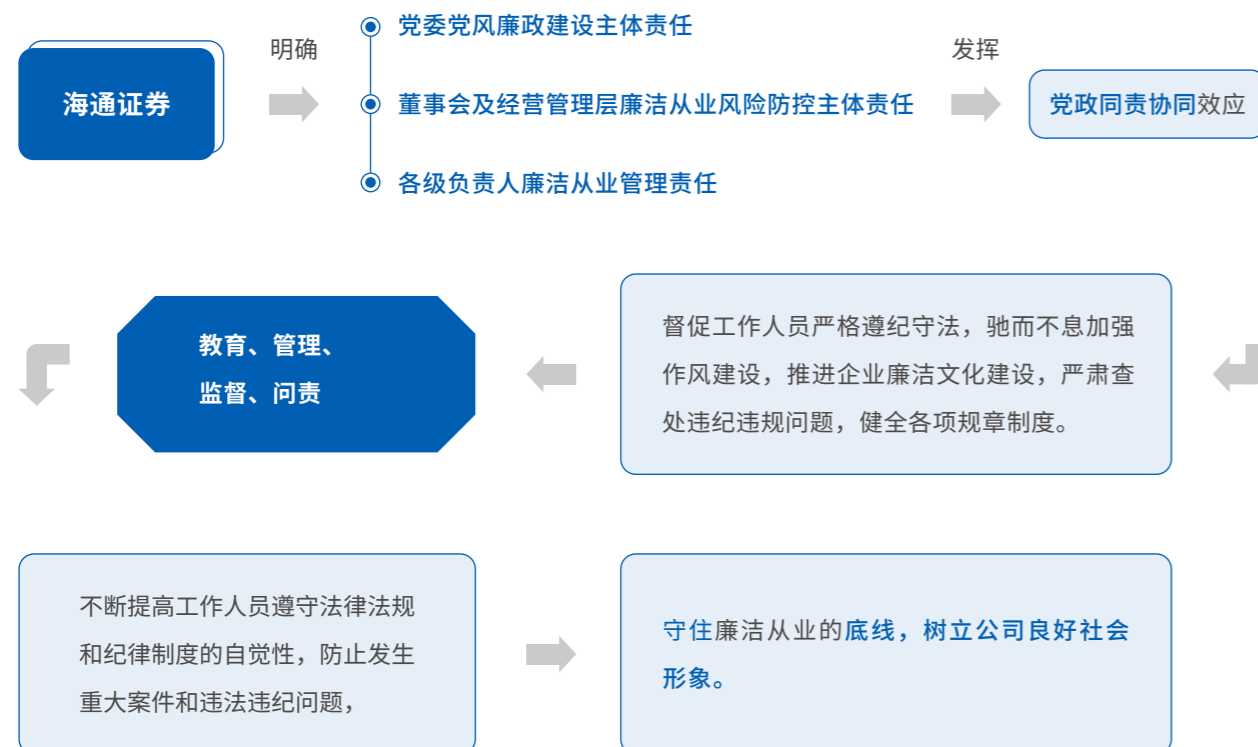 海通证券
明确
党委党风廉政建设主体责任
董事会及经营管理层廉洁从业风险防控主体责任
各级负责人廉洁从业管理责任
发挥
党政同责协同效应
督促工作人员严格遵纪守法，驰而不息加强
作风建设，推进企业廉洁文化建设，严肃查
处违纪违规问题，健全各项规章制度。
教育、管理、
监督、问责
不断提高工作人员遵守法律法规
和纪律制度的自觉性，防止发生
重大案件和违法违纪问题，
守住廉洁从业的底线，树立公司良好社会
形象。